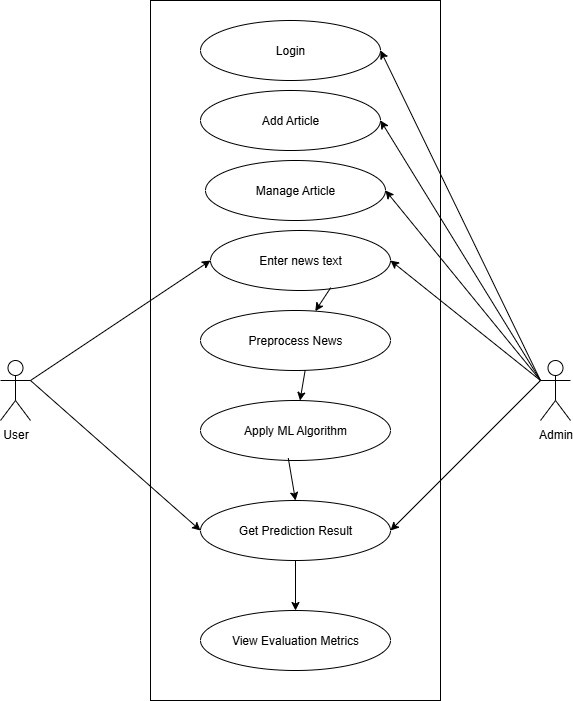 Login
Add Article
Manage Article
Enter news text
Preprocess News
User
Apply ML Algorithm
Admin
Get Prediction Result
View Evaluation Metrics